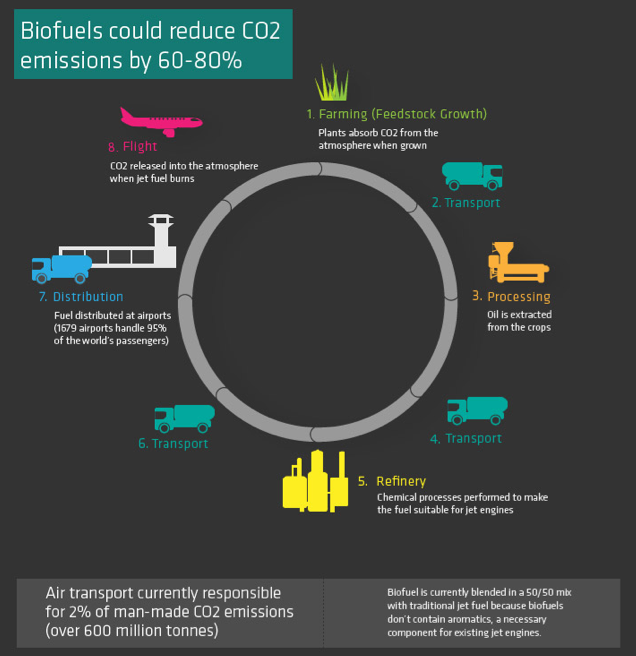 Biofuels could reduce CO2
emissions by 60-80%
1. Farming (Feedstock Growth)
Plants absorb CO2 from the
atmosphere when grown
2. Transport
3. Processing
Oil is extracted
from the crops
4. Transport
5. Refinery
Chemical processes performed to make
the fuel suitable for jet engines
6. Transport
7. Distribution
Fuel distributed at airports
(1679 airports handle 95%
of the world's passengers)
8. Flight
CO2 released into the atmosphere
when jet fuel burns
Air transport currently responsible
for 2% of man-made CO2 emissions
(over 600 million tonnes)
Biofuel is currently blended in a 50/50 mix
with traditional jet fuel because biofuels
don't contain aromatics, a necessary
component for existing jet engines.